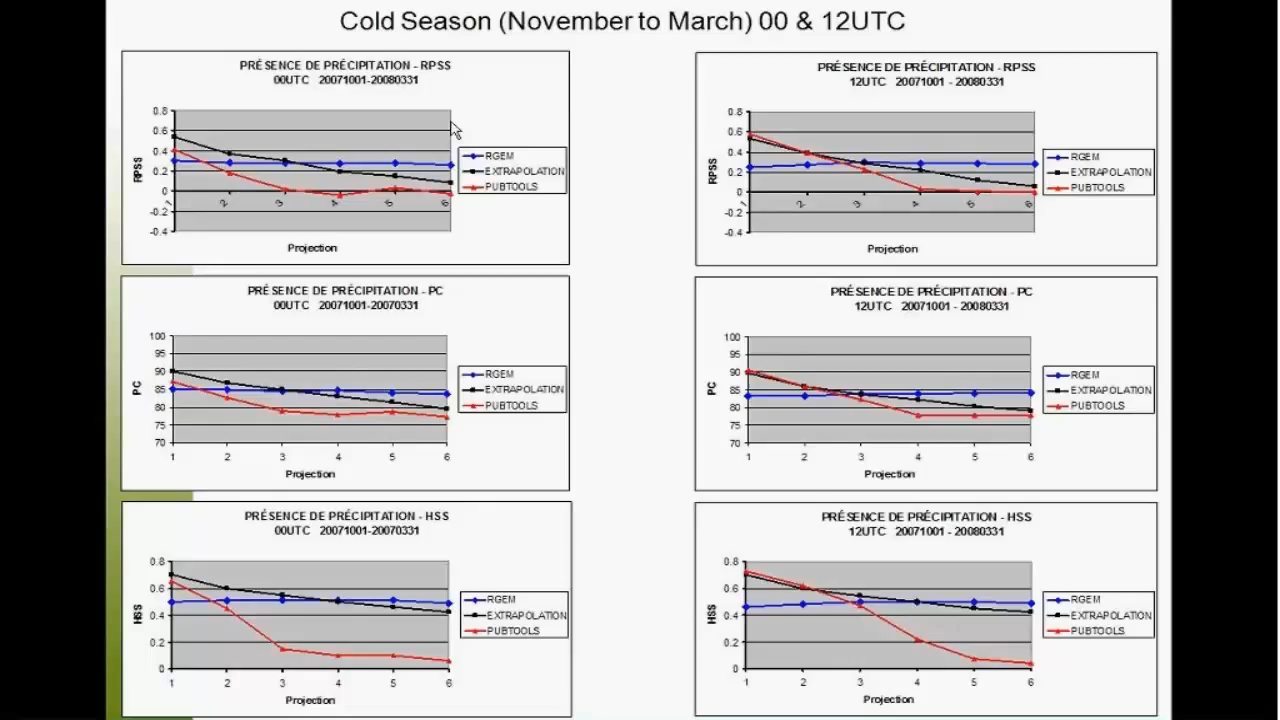 Cold Season (November to March) 00 & 12UTC
PRÉSENCE DE PRÉCIPITATION - RPSS
00UTC 20071001-20080331
0.8
0.6
0.4
0.2
0
-0.2
-0.4
RPSS
1 2 3 4 5 6
Projection
RGEM
EXTRAPOLATION
PUBTOOLS
PRÉSENCE DE PRÉCIPITATION - RPSS
12UTC 20071001 - 20080331
0.8
0.6
0.4
0.2
0
-0.2
-0.4
RPSS
1 2 3 4 5 6
Projection
RGEM
EXTRAPOLATION
PUBTOOLS
PRÉSENCE DE PRÉCIPITATION - PC
00UTC 20071001-20070331
100
95
90
85
80
75
70
PC
1 2 3 4 5 6
Projection
RGEM
EXTRAPOLATION
PUBTOOLS
PRÉSENCE DE PRÉCIPITATION - PC
12UTC 20071001 - 20080331
100
95
90
85
80
75
70
PC
1 2 3 4 5 6
Projection
RGEM
EXTRAPOLATION
PUBTOOLS
PRÉSENCE DE PRÉCIPITATION - HSS
00UTC 20071001-20070331
0.8
0.6
0.4
0.2
0
HSS
1 2 3 4 5 6
Projection
RGEM
EXTRAPOLATION
PUBTOOLS
PRÉSENCE DE PRÉCIPITATION - HSS
12UTC 20071001 - 20080331
0.8
0.6
0.4
0.2
0
HSS
1 2 3 4 5 6
Projection
RGEM
EXTRAPOLATION
PUBTOOLS